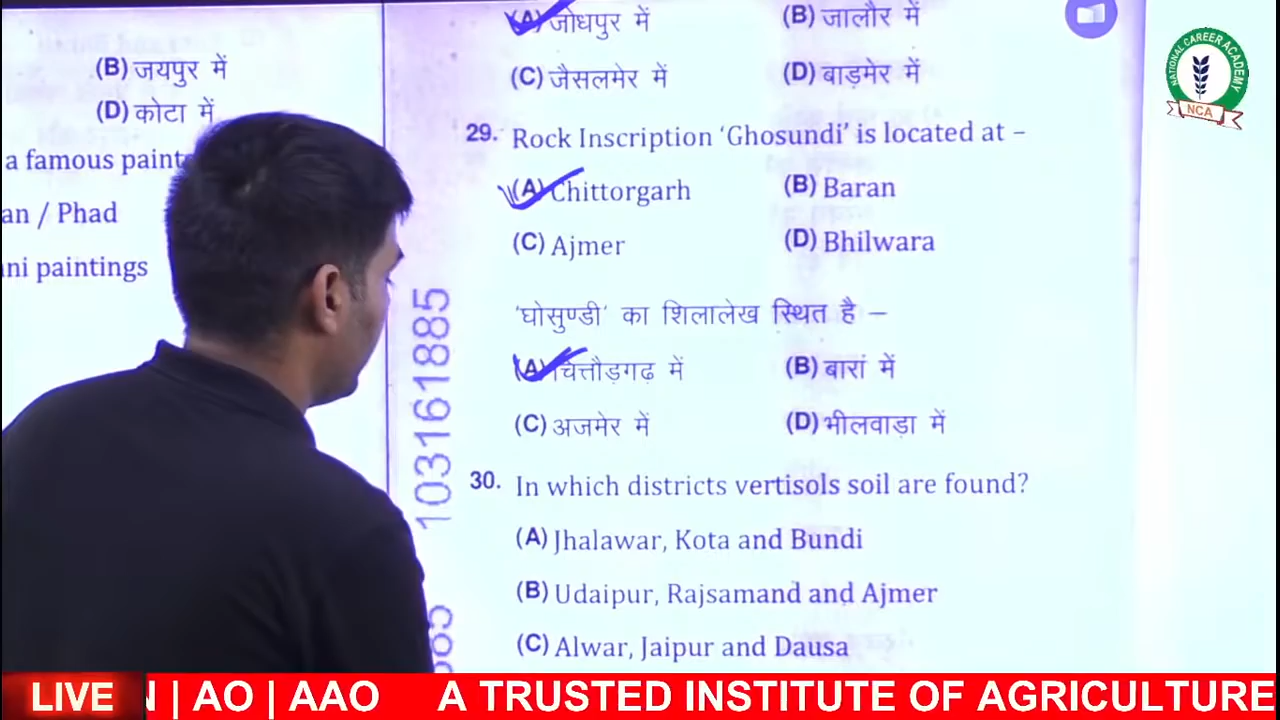 (B) जयपुर में
(D) कोटा में
a famous paint
an / Phad
ni paintings
(A) जोधपुर में
(B) जालौर में
(C) जैसलमेर में
(D) बाड़मेर में
29. Rock Inscription ‘Ghosundi’ is located at –
(A) Chittorgarh
(B) Baran
(C) Ajmer
(D) Bhilwara
‘घोसुण्डी’ का शिलालेख स्थित है –
(A) चित्तौड़गढ़ में
(B) बारां में
(C) अजमेर में
(D) भीलवाड़ा में
30. In which districts vertisols soil are found?
(A) Jhalawar, Kota and Bundi
(B) Udaipur, Rajsamand and Ajmer
(C) Alwar, Jaipur and Dausa
103161885
NATIONAL CAREER ACADEMY
NCA
LIVE
N | AO | AAO A TRUSTED INSTITUTE OF AGRICULTURE